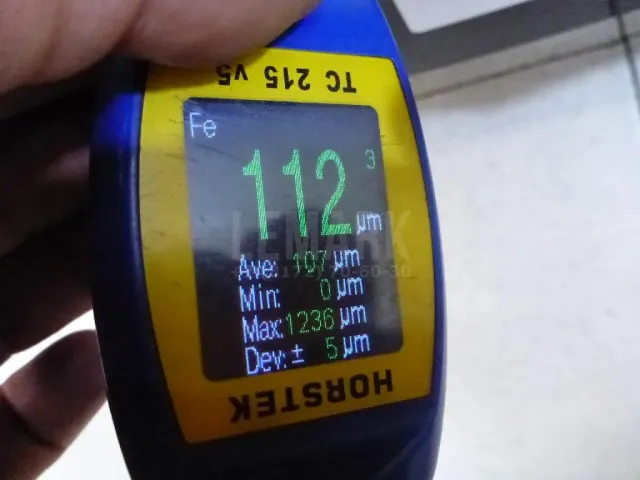 TC 215 v5
Fe
112 3
µm
LEMARK
Ave: 107 µm
Min: 0 µm
Max: 1236 µm
Dev: ± 5 µm
HORSTEK